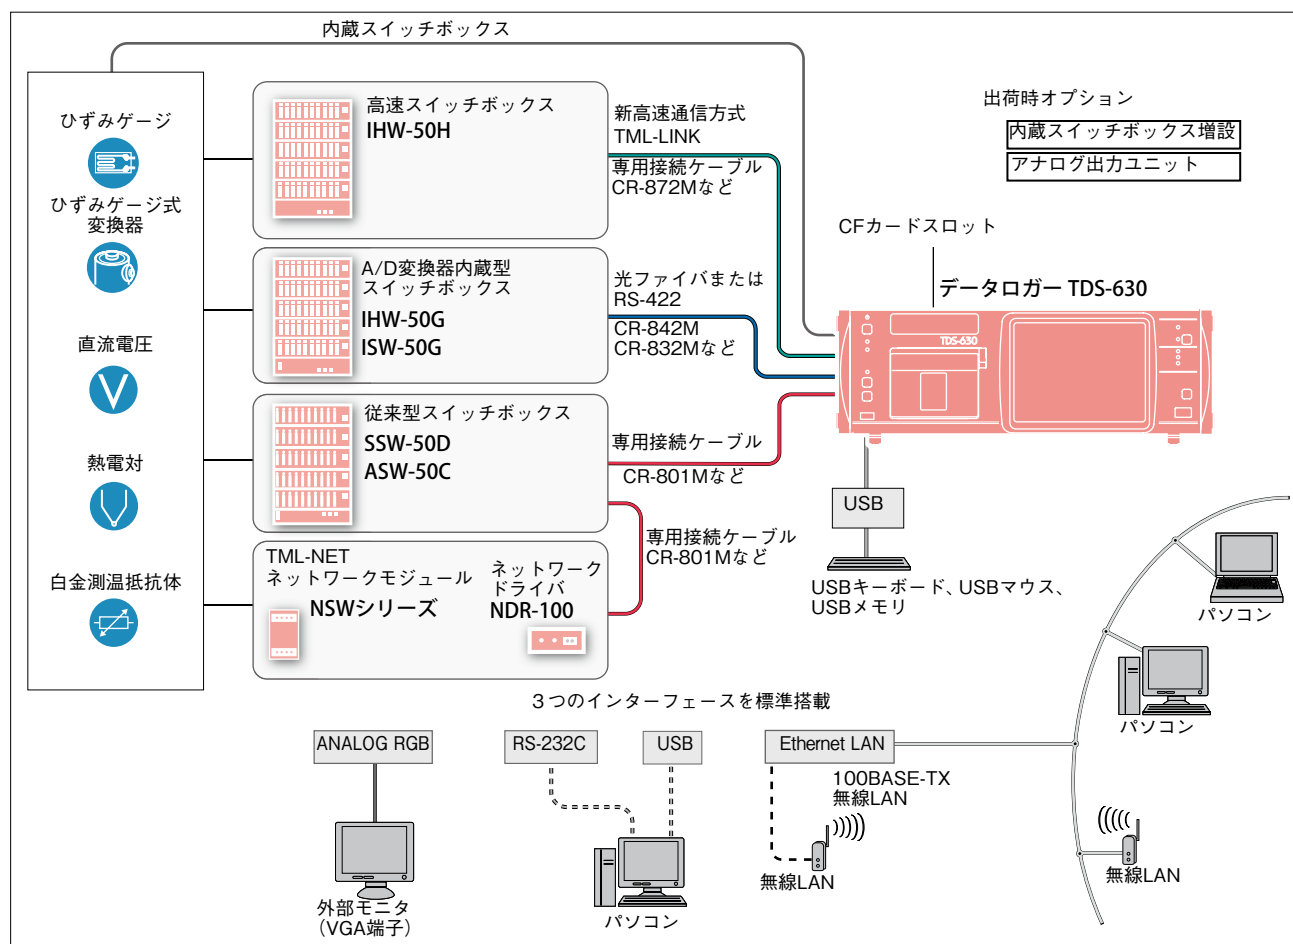 内蔵スイッチボックス
ひずみゲージ
ひずみゲージ式
変換器
直流電圧
熱電対
白金測温抵抗体
高速スイッチボックス
IHW-50H
新高速通信方式
TML-LINK
専用接続ケーブル
CR-872Mなど
A/D変換器内蔵型
スイッチボックス
IHW-50G
ISW-50G
光ファイバまたは
RS-422
CR-842M
CR-832Mなど
従来型スイッチボックス
SSW-50D
ASW-50C
専用接続ケーブル
CR-801Mなど
専用接続ケーブル
CR-801Mなど
TML-NET
ネットワークモジュール
NSWシリーズ
ネットワーク
ドライバ
NDR-100
出荷時オプション
内蔵スイッチボックス増設
アナログ出力ユニット
CFカードスロット
データロガー TDS-630
TDS-630
USB
USBキーボード、USBマウス、
USBメモリ
3つのインターフェースを標準搭載
ANALOG RGB
外部モニタ
(VGA端子)
RS-232C
USB
パソコン
Ethernet LAN
100BASE-TX
無線LAN
無線LAN
パソコン
パソコン
無線LAN